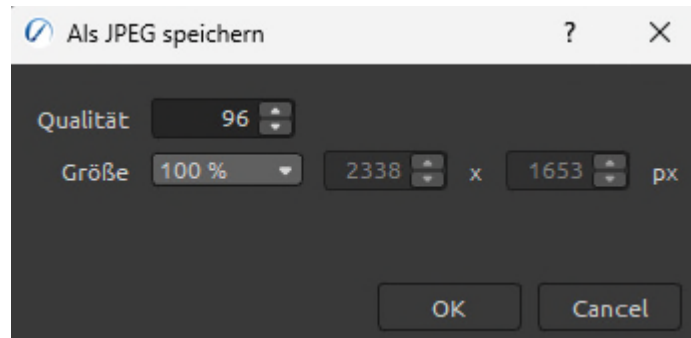 Als JPEG speichern ?
Qualität 96
Größe 100 % 2338 x 1653 px
OK Cancel